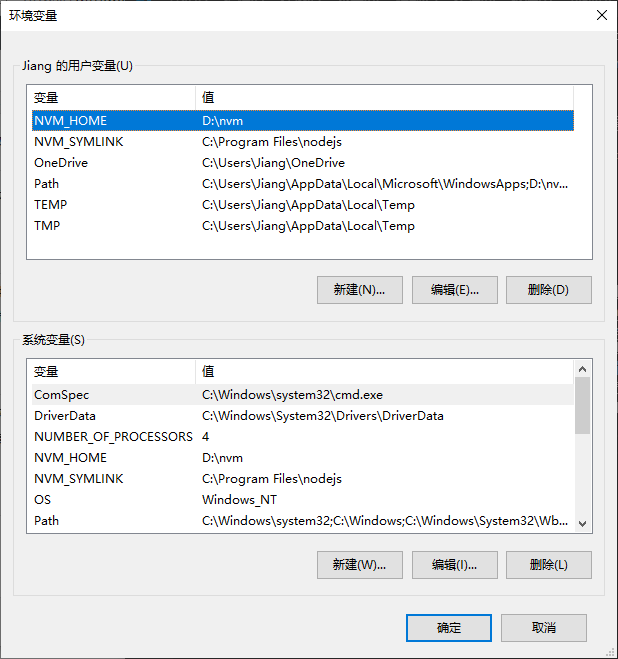 环境变量
Jiang 的用户变量(U)
变量 值
NVM_HOME D:\nvm
NVM_SYMLINK C:\Program Files\nodejs
OneDrive C:\Users\Jiang\OneDrive
Path C:\Users\Jiang\AppData\Local\Microsoft\WindowsApps;D:\nv...
TEMP C:\Users\Jiang\AppData\Local\Temp
TMP C:\Users\Jiang\AppData\Local\Temp
新建(N)... 编辑(E)... 删除(D)
系统变量(S)
变量 值
ComSpec C:\Windows\system32\cmd.exe
DriverData C:\Windows\System32\Drivers\DriverData
NUMBER_OF_PROCESSORS 4
NVM_HOME D:\nvm
NVM_SYMLINK C:\Program Files\nodejs
OS Windows_NT
Path C:\Windows\system32;C:\Windows;C:\Windows\System32\Wb...
新建(W)... 编辑(I)... 删除(L)
确定 取消